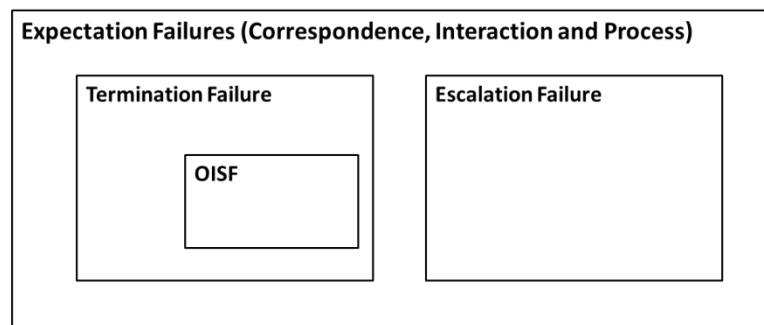 Expectation Failures (Correspondence, Interaction and Process)
Termination Failure
Escalation Failure
OISF